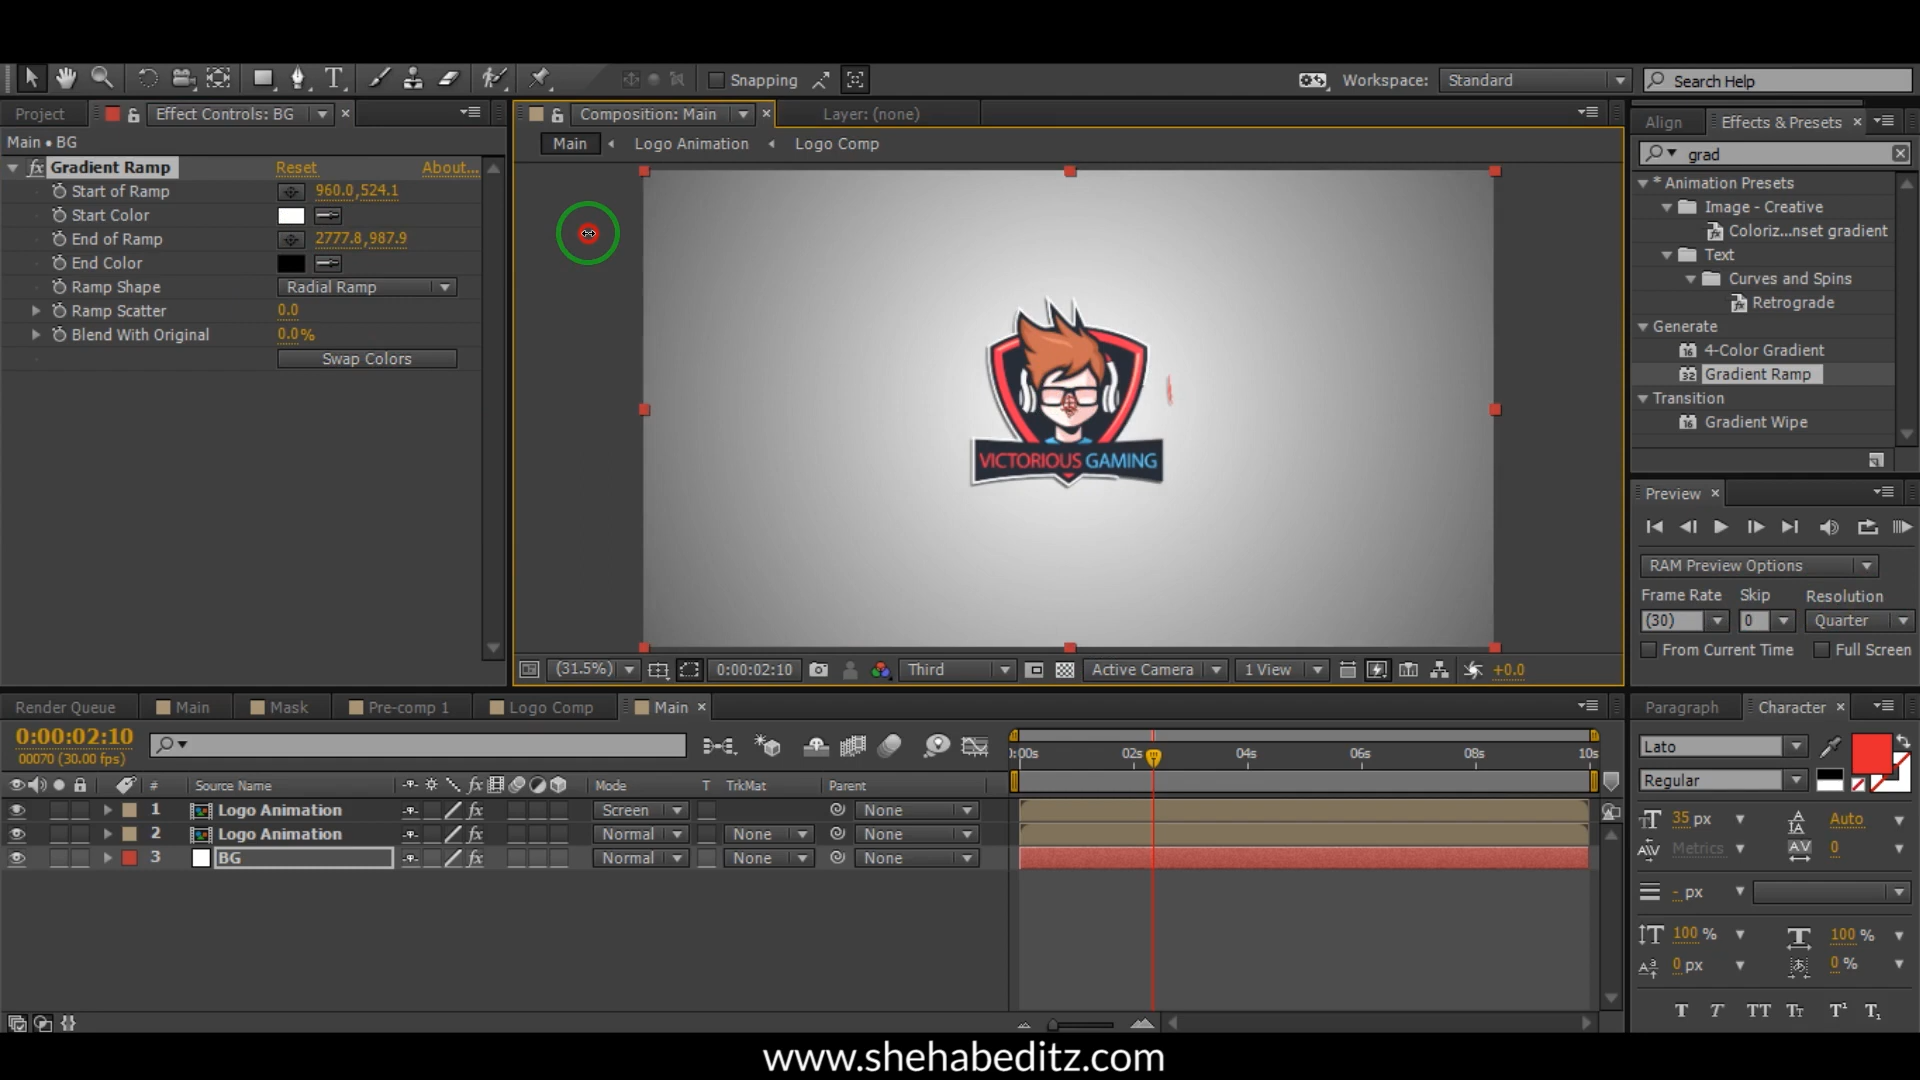 Snapping
Workspace: Standard
Search Help
Project
Effect Controls: BG
Composition: Main
Layer: (none)
Align
Effects & Presets
Main • BG
Main
Logo Animation
Logo Comp
grad
Gradient Ramp
Reset
About...
Start of Ramp
960.0,524.1
Start Color
End of Ramp
2777.8,987.9
End Color
Ramp Shape
Radial Ramp
Ramp Scatter
0.0
Blend With Original
0.0%
Swap Colors
VICTORIOUS GAMING
* Animation Presets
Image - Creative
Coloriz...nset gradient
Text
Curves and Spins
Retrograde
Generate
4-Color Gradient
Gradient Ramp
Transition
Gradient Wipe
Preview
RAM Preview Options
Frame Rate
Skip
Resolution
(30)
0
Quarter
From Current Time
Full Screen
(31.5%)
0:00:02:10
Third
Active Camera
1 View
+0.0
Render Queue
Main
Mask
Pre-comp 1
Logo Comp
Main
Paragraph
Character
0:00:02:10
00070 (30.00 fps)
:00s
02s
04s
06s
08s
10s
Lato
Regular
#
Source Name
Mode
T
TrkMat
Parent
1
Logo Animation
Screen
None
2
Logo Animation
Normal
None
None
3
BG
Normal
None
None
35 px
Auto
Metrics
0
- px
100 %
100 %
0 px
0 %
T T TT Tt T¹ T₁
www.shehabeditz.com